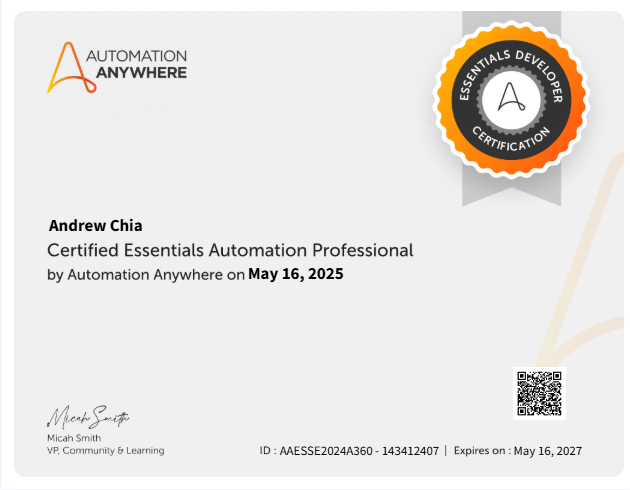 AUTOMATION
ANYWHERE
ESSENTIALS DEVELOPER
CERTIFICATION
Andrew Chia
Certified Essentials Automation Professional
by Automation Anywhere on May 16, 2025
Micah Smith
Micah Smith
VP, Community & Learning
ID : AAESSE2024A360 - 143412407 | Expires on : May 16, 2027